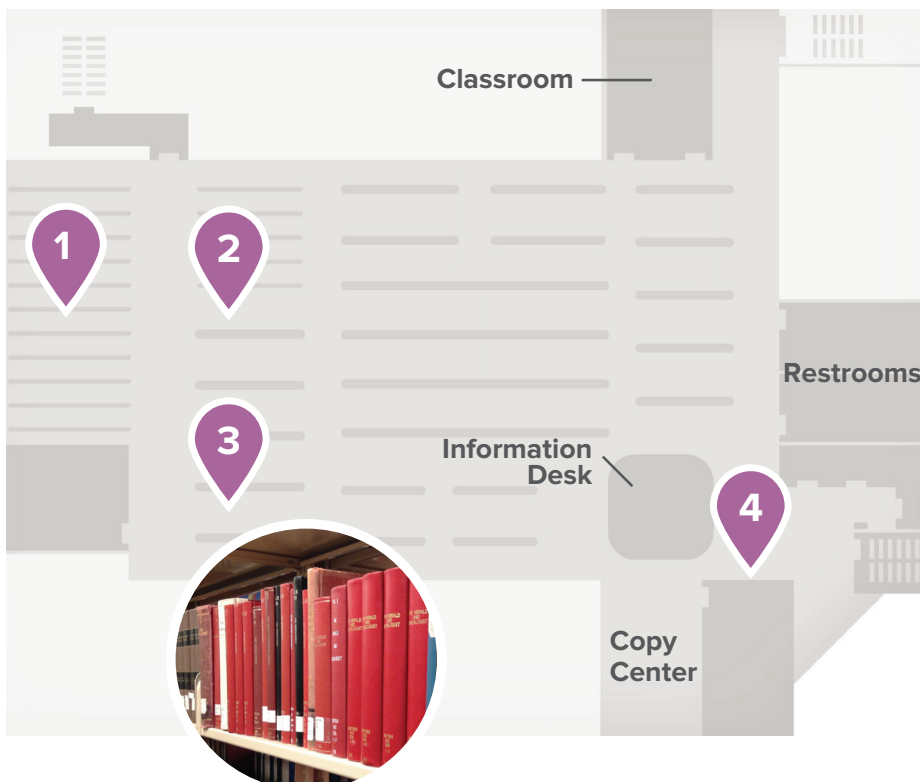 Classroom
1
2
Restrooms
3
Information
Desk
4
Copy
Center